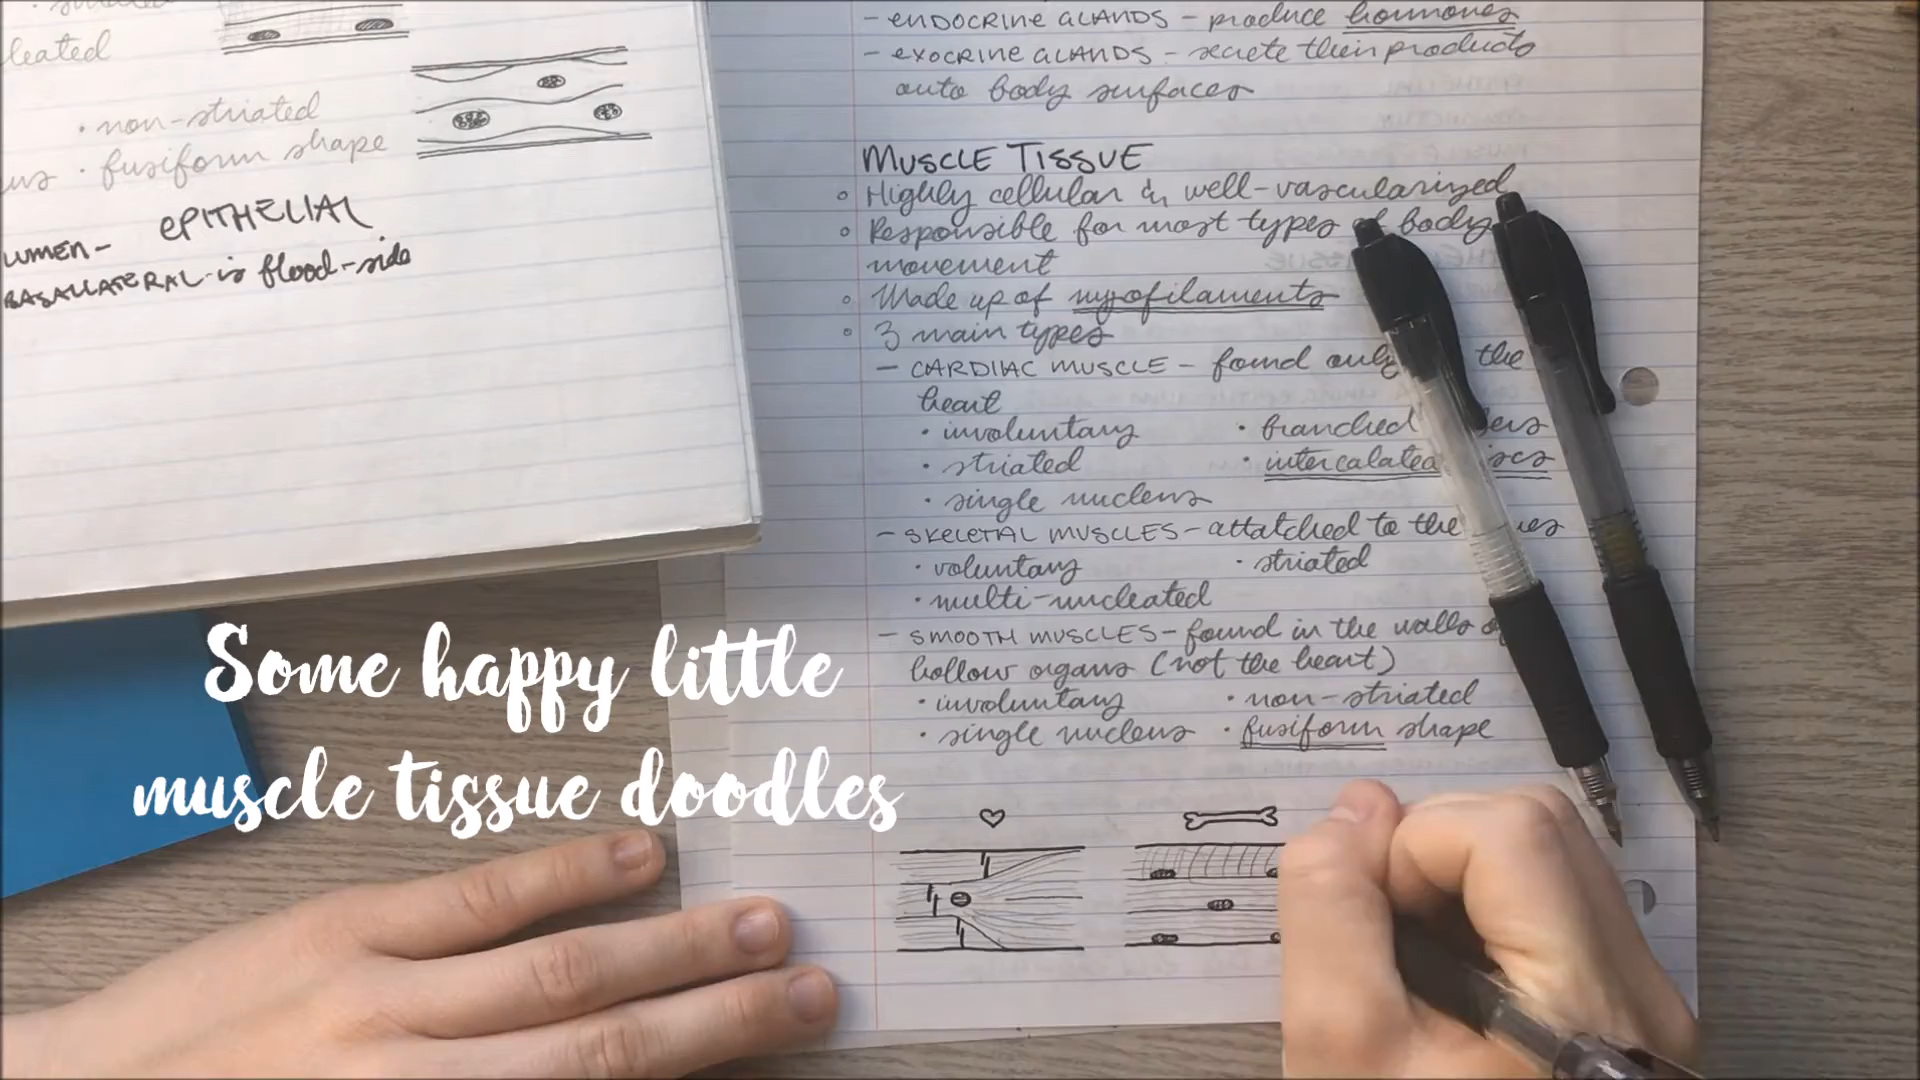 leated
• non-striated
• fusiform shape
EPITHELIAL
LUMEN -
BASALLATERAL is blood-side
- ENDOCRINE GLANDS - produce hormones
- EXOCRINE GLANDS - secrete their products
onto body surfaces
MUSCLE TISSUE
◦ Highly cellular & well-vascularized
◦ Responsible for most types of body
movement
◦ Made up of myofilaments
◦ 3 main types
- CARDIAC MUSCLE - found only the
heart
• involuntary • branched
• striated • intercalated
• single nucleus
- SKELETAL MUSCLES - attatched to the
• voluntary • striated
• multi-nucleated
- SMOOTH MUSCLES - found in the walls
hollow organs (not the heart)
• involuntary • non-striated
• single nucleus • fusiform shape
Some happy little
muscle tissue doodles